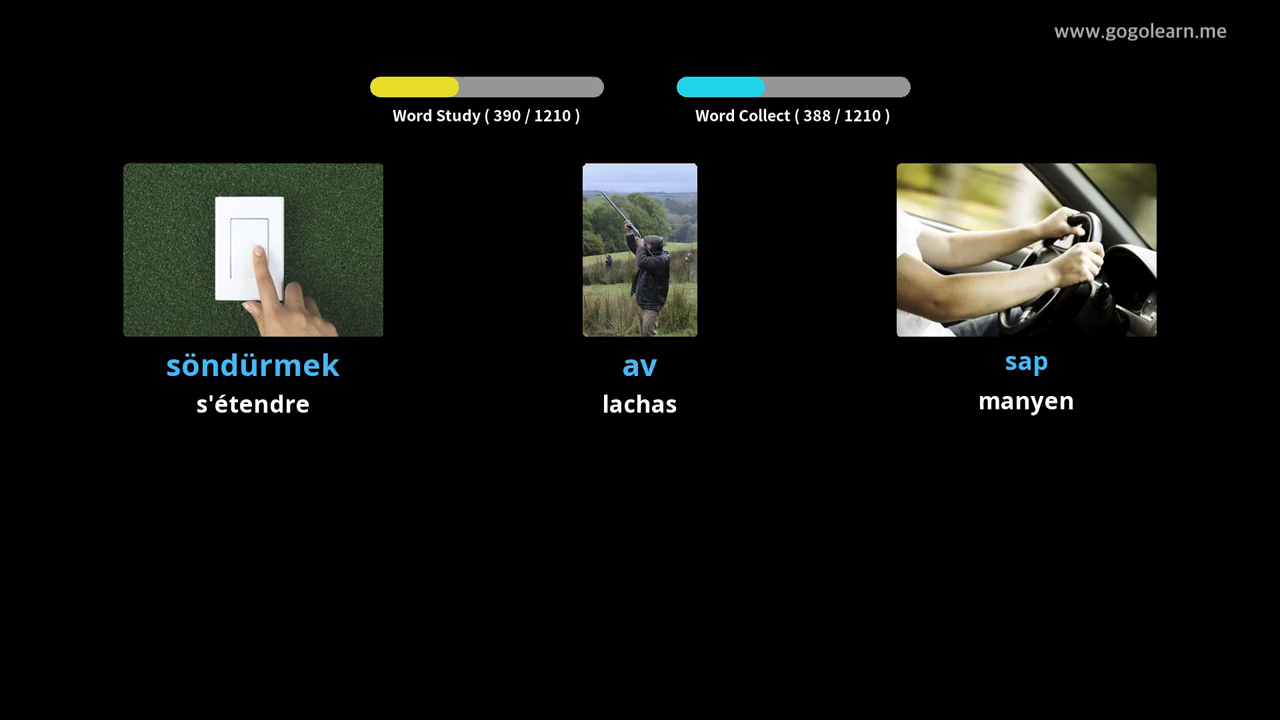 www.gogolearn.me
Word Study ( 390 / 1210 )
Word Collect ( 388 / 1210 )
söndürmek
s'étendre
av
lachas
sap
manyen